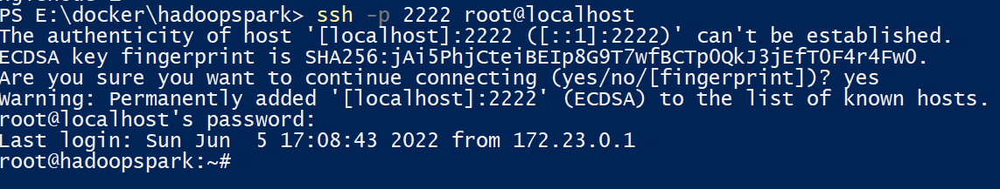 PS E:\docker\hadoopspark> ssh -p 2222 root@localhost
The authenticity of host '[localhost]:2222 ([::1]:2222)' can't be established.
ECDSA key fingerprint is SHA256:jAi5PhjCteiBEIp8G9T7wfBCTpOQkJ3jEfT0F4r4Fw0.
Are you sure you want to continue connecting (yes/no/[fingerprint])? yes
Warning: Permanently added '[localhost]:2222' (ECDSA) to the list of known hosts.
root@localhost's password:
Last login: Sun Jun  5 17:08:43 2022 from 172.23.0.1
root@hadoopspark:~#